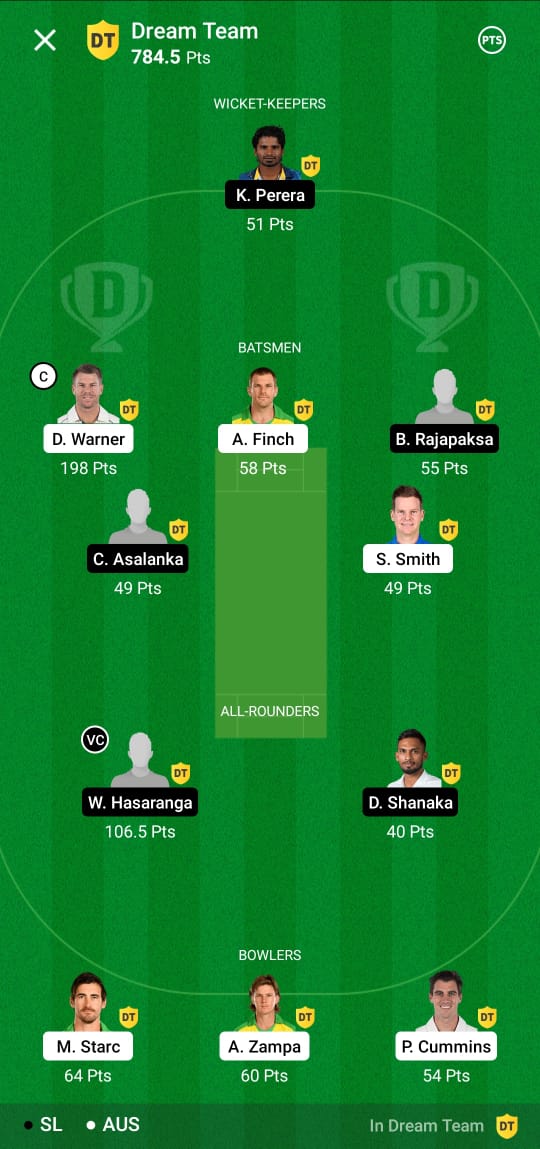 DT
Dream Team
784.5 Pts
PTS
WICKET-KEEPERS
DT
K. Perera
51 Pts
D
D
BATSMEN
C
DT
DT
DT
D. Warner
A. Finch
B. Rajapaksa
198 Pts
58 Pts
55 Pts
DT
DT
C. Asalanka
S. Smith
49 Pts
49 Pts
ALL-ROUNDERS
VC
DT
DT
W. Hasaranga
D. Shanaka
106.5 Pts
40 Pts
BOWLERS
DT
DT
DT
M. Starc
A. Zampa
P. Cummins
64 Pts
60 Pts
54 Pts
SL
AUS
In Dream Team
DT